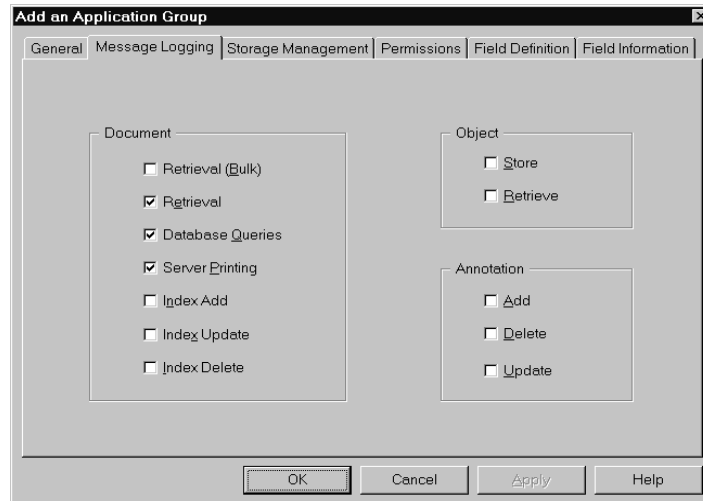 Add an Application Group
General Message Logging Storage Management Permissions Field Definition Field Information
Document
Retrieval (Bulk)
Retrieval
Database Queries
Server Printing
Index Add
Index Update
Index Delete
Object
Store
Retrieve
Annotation
Add
Delete
Update
OK Cancel Apply Help